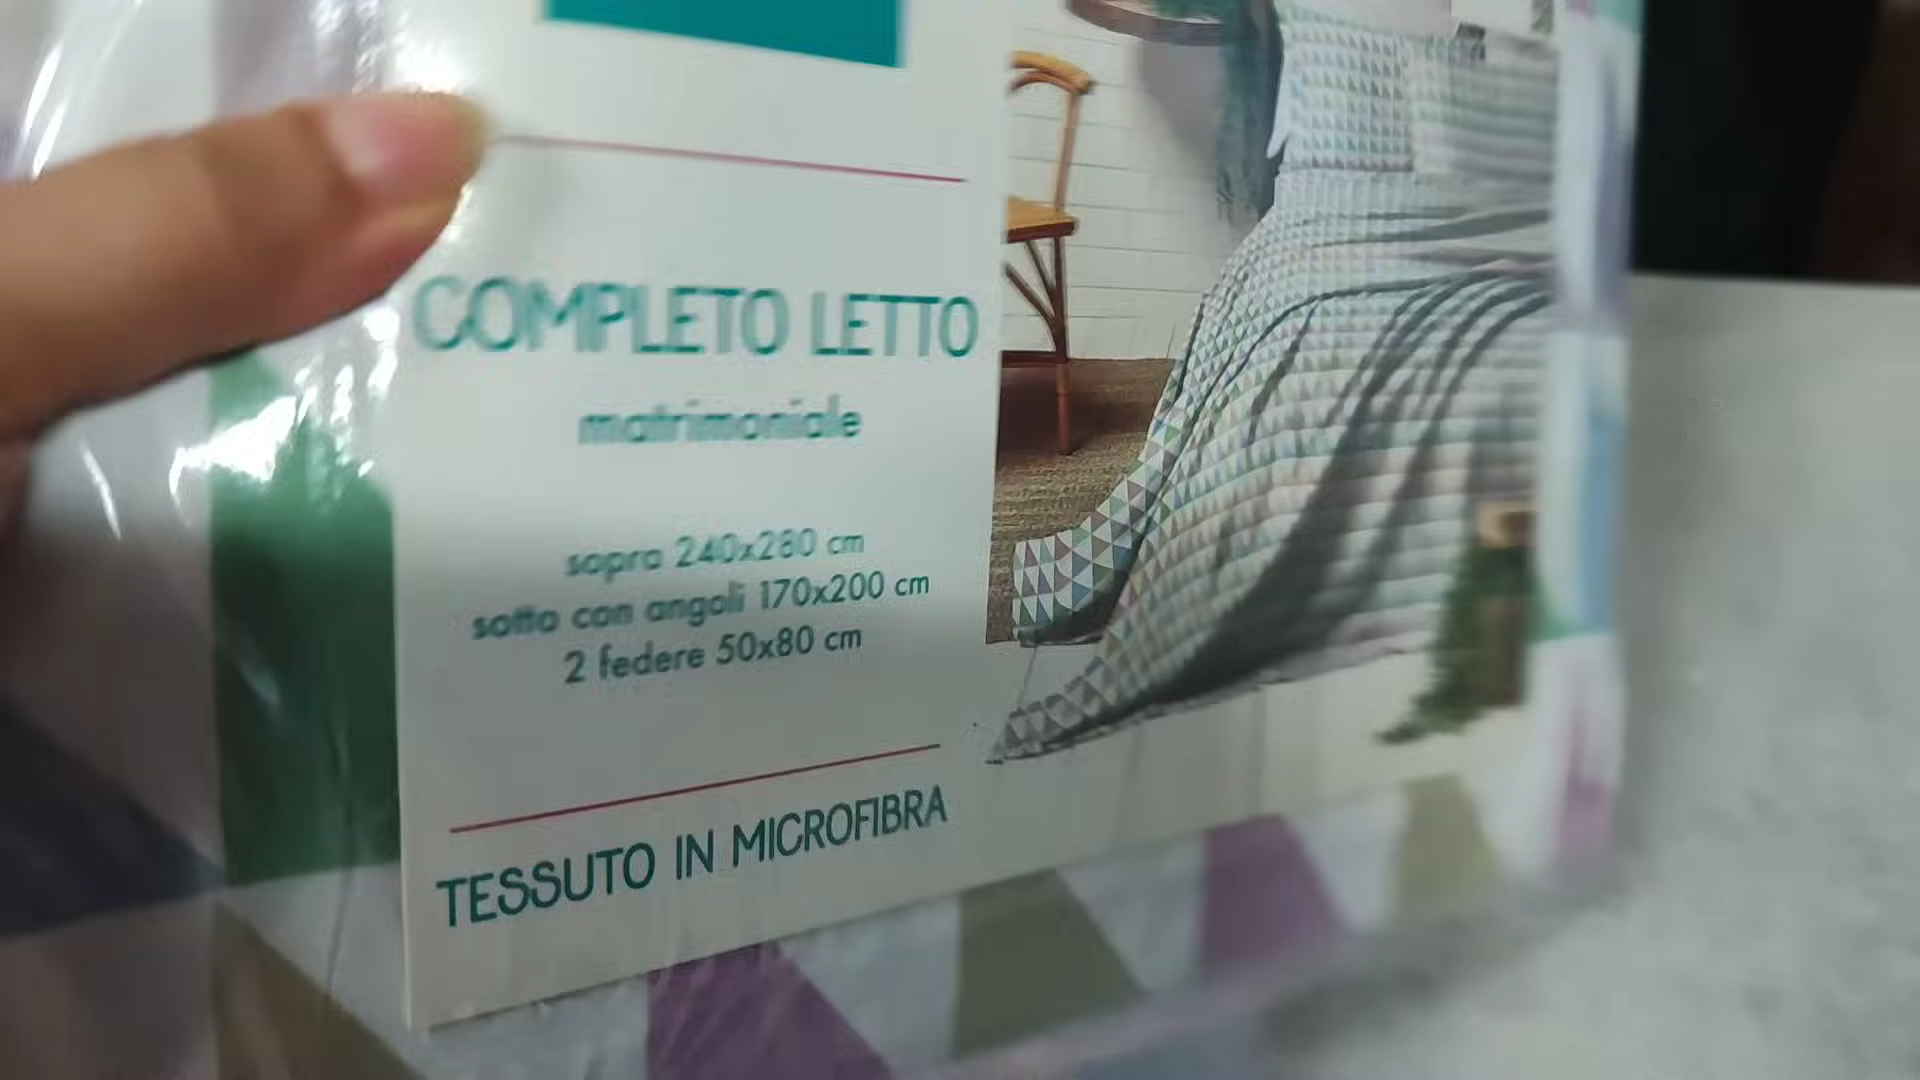 COMPLETO LETTO
matrimoniale
sopra 240x280 cm
sotto con angoli 170x200 cm
2 federe 50x80 cm
TESSUTO IN MICROFIBRA